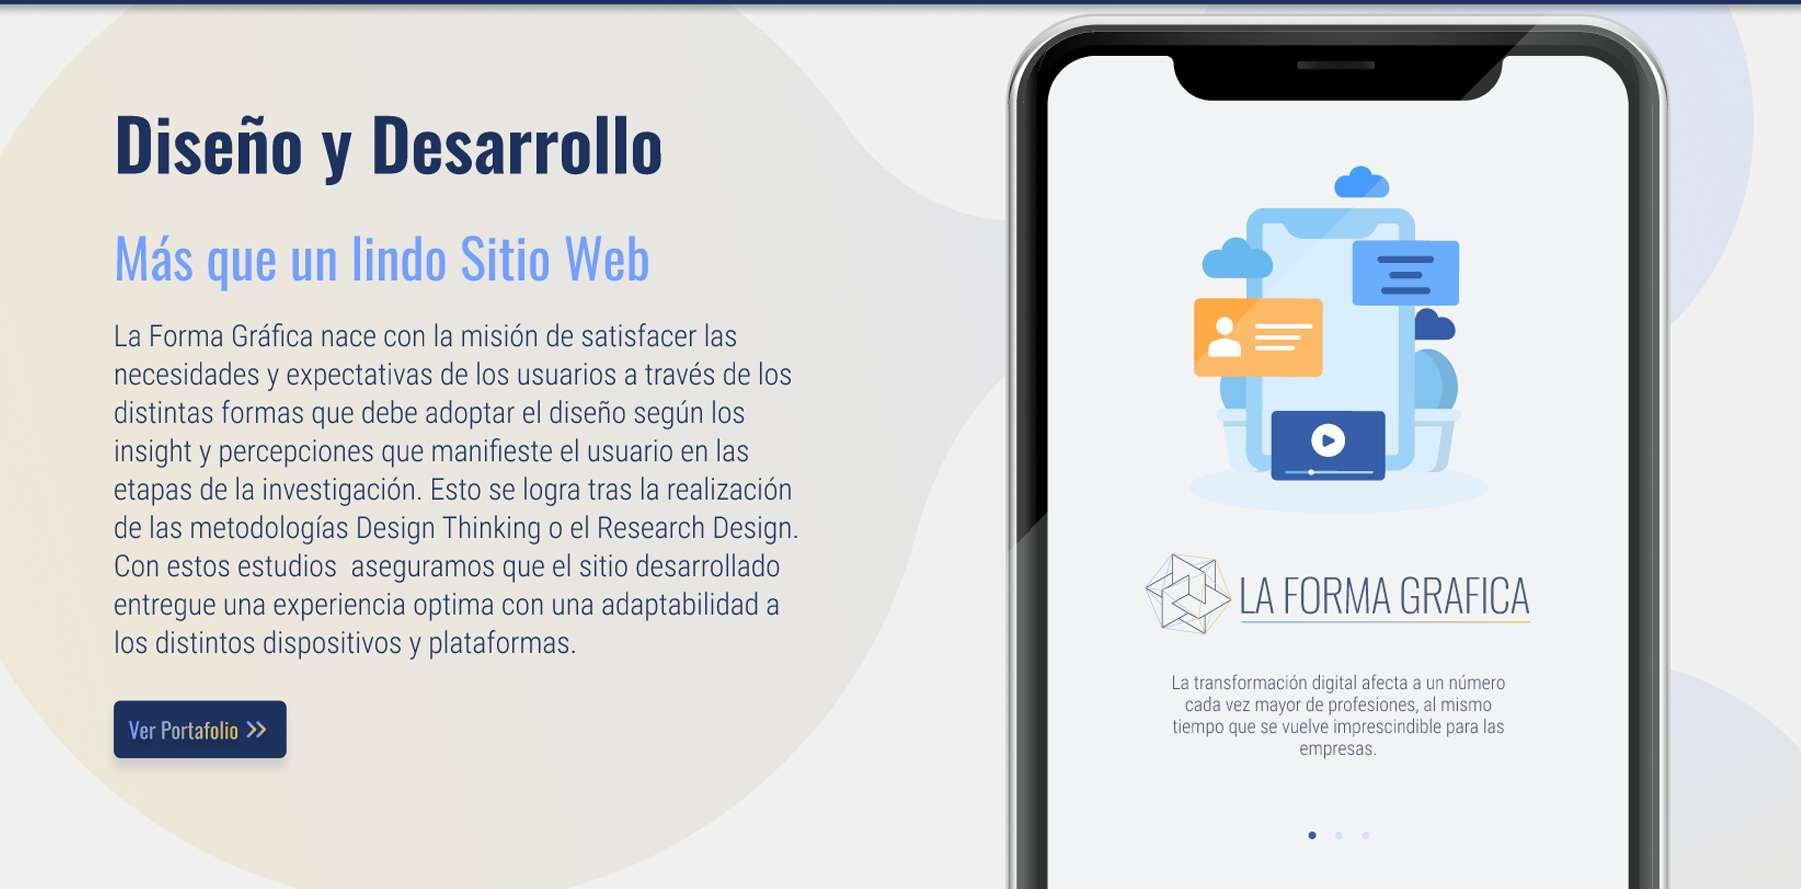 Diseño y Desarrollo
Más que un lindo Sitio Web
La Forma Gráfica nace con la misión de satisfacer las
necesidades y expectativas de los usuarios a través de los
distintas formas que debe adoptar el diseño según los
insight y percepciones que manifieste el usuario en las
etapas de la investigación. Esto se logra tras la realización
de las metodologías Design Thinking o el Research Design.
Con estos estudios  aseguramos que el sitio desarrollado
entregue una experiencia optima con una adaptabilidad a
los distintos dispositivos y plataformas.
Ver Portafolio
LA FORMA GRAFICA
La transformación digital afecta a un número
cada vez mayor de profesiones, al mismo
tiempo que se vuelve imprescindible para las
empresas.